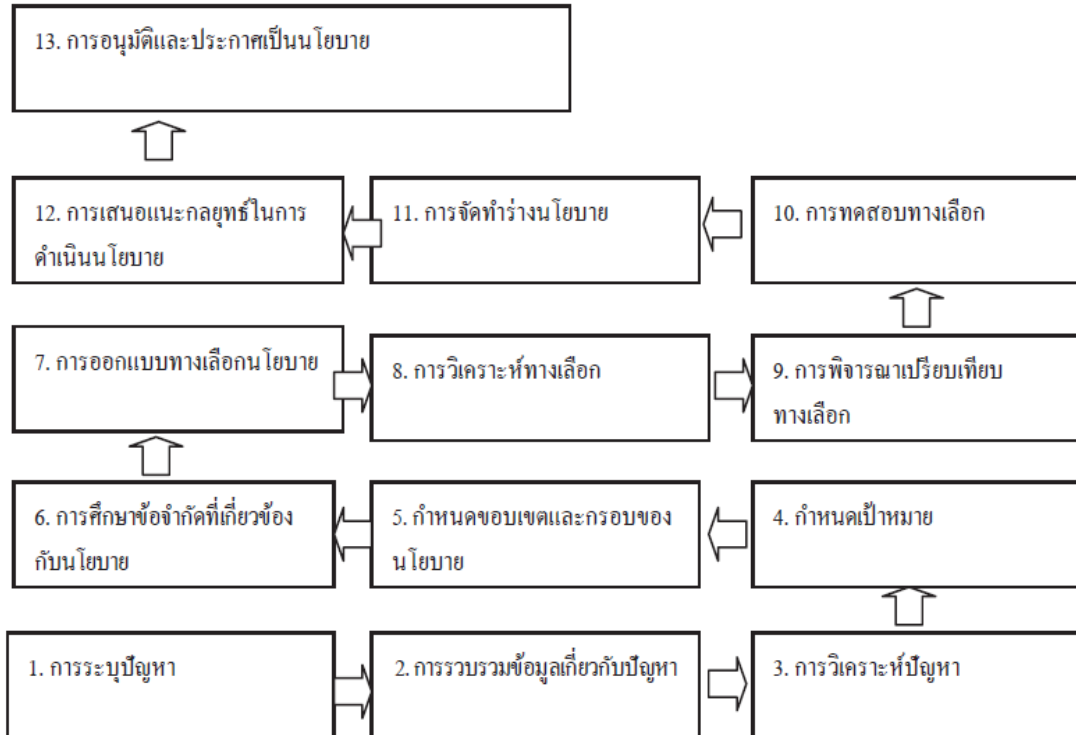 13. การอนุมัติและประกาศเป็นนโยบาย
12. การเสนอแนะกลยุทธ์ในการ
ดำเนินนโยบาย
11. การจัดทำร่างนโยบาย
10. การทดสอบทางเลือก
7. การออกแบบทางเลือกนโยบาย
8. การวิเคราะห์ทางเลือก
9. การพิจารณาเปรียบเทียบ
ทางเลือก
6. การศึกษาข้อจำกัดที่เกี่ยวข้อง
กับนโยบาย
5. กำหนดขอบเขตและกรอบของ
นโยบาย
4. กำหนดเป้าหมาย
1. การระบุปัญหา
2. การรวบรวมข้อมูลเกี่ยวกับปัญหา
3. การวิเคราะห์ปัญหา